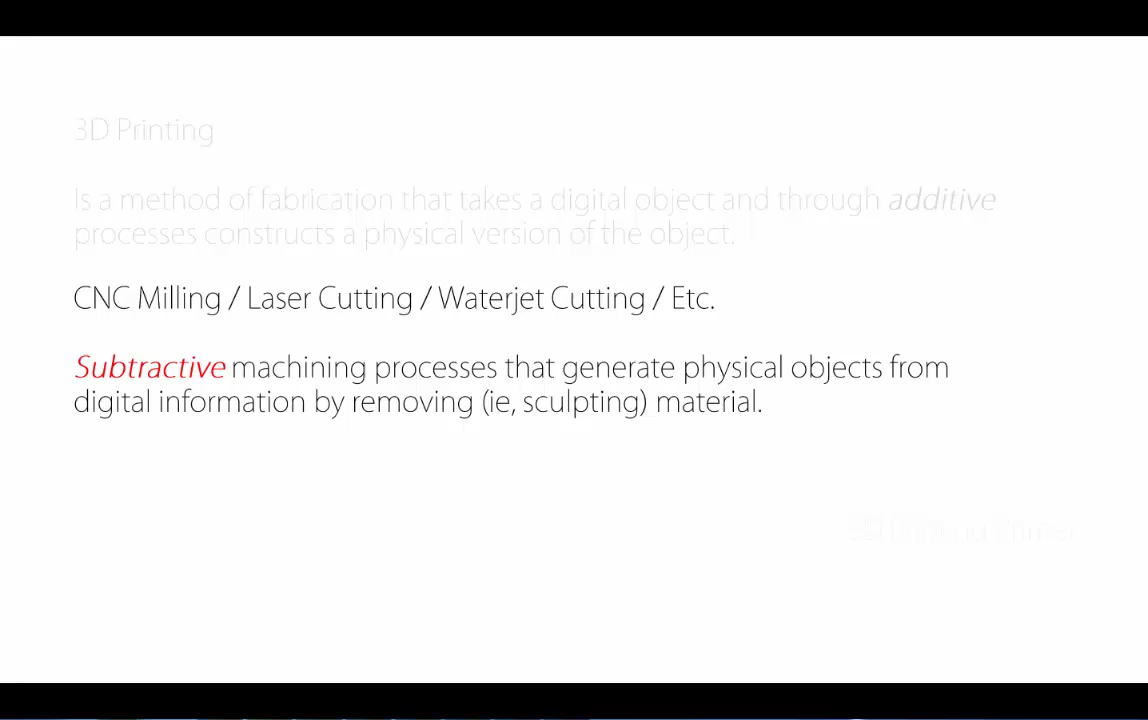 3D Printing
Is a method of fabrication that takes a digital object and through additive
processes constructs a physical version of the object.
CNC Milling / Laser Cutting / Waterjet Cutting / Etc.
Subtractive machining processes that generate physical objects from
digital information by removing (ie, sculpting) material.